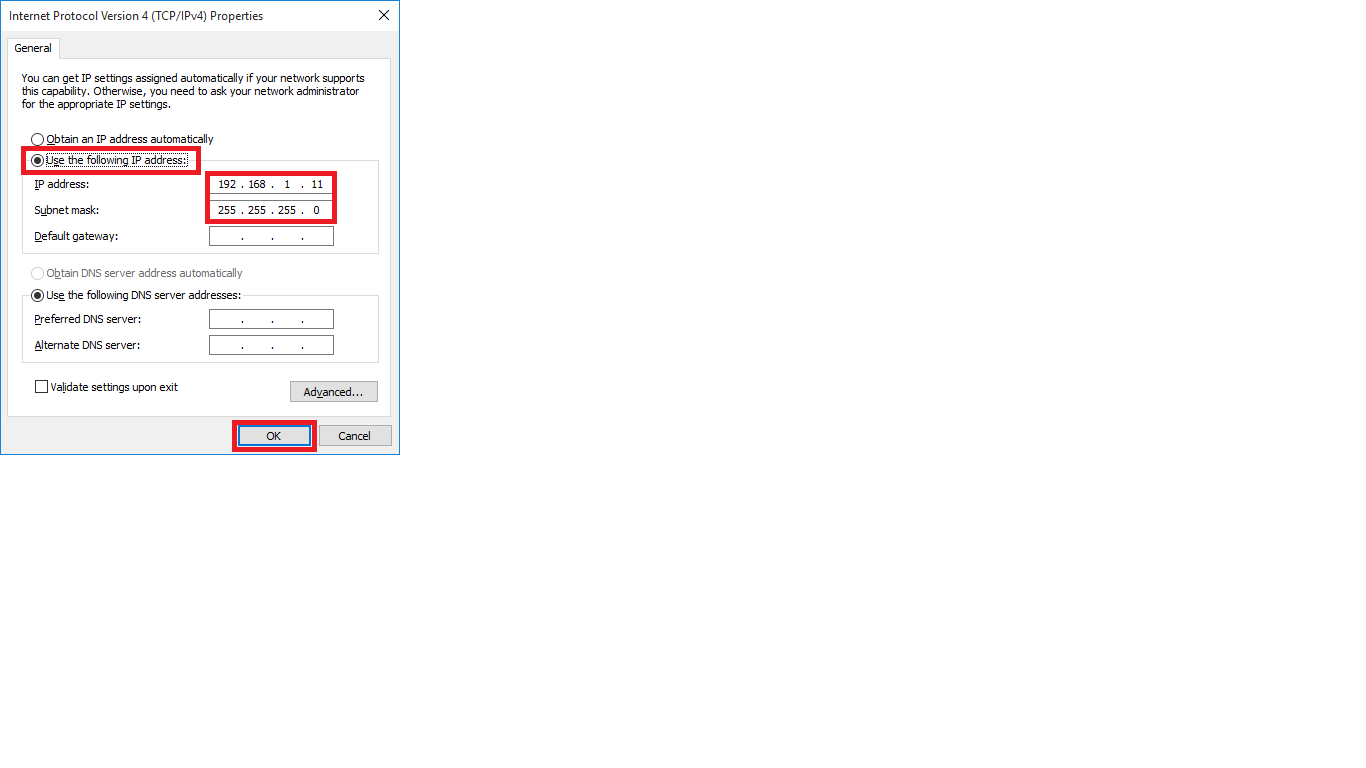 Internet Protocol Version 4 (TCP/IPv4) Properties
General
You can get IP settings assigned automatically if your network supports
this capability. Otherwise, you need to ask your network administrator
for the appropriate IP settings.
Obtain an IP address automatically
Use the following IP address:
IP address: 192 . 168 . 1 . 11
Subnet mask: 255 . 255 . 255 . 0
Default gateway: . . .
Obtain DNS server address automatically
Use the following DNS server addresses:
Preferred DNS server: . . .
Alternate DNS server: . . .
Validate settings upon exit
Advanced...
OK Cancel